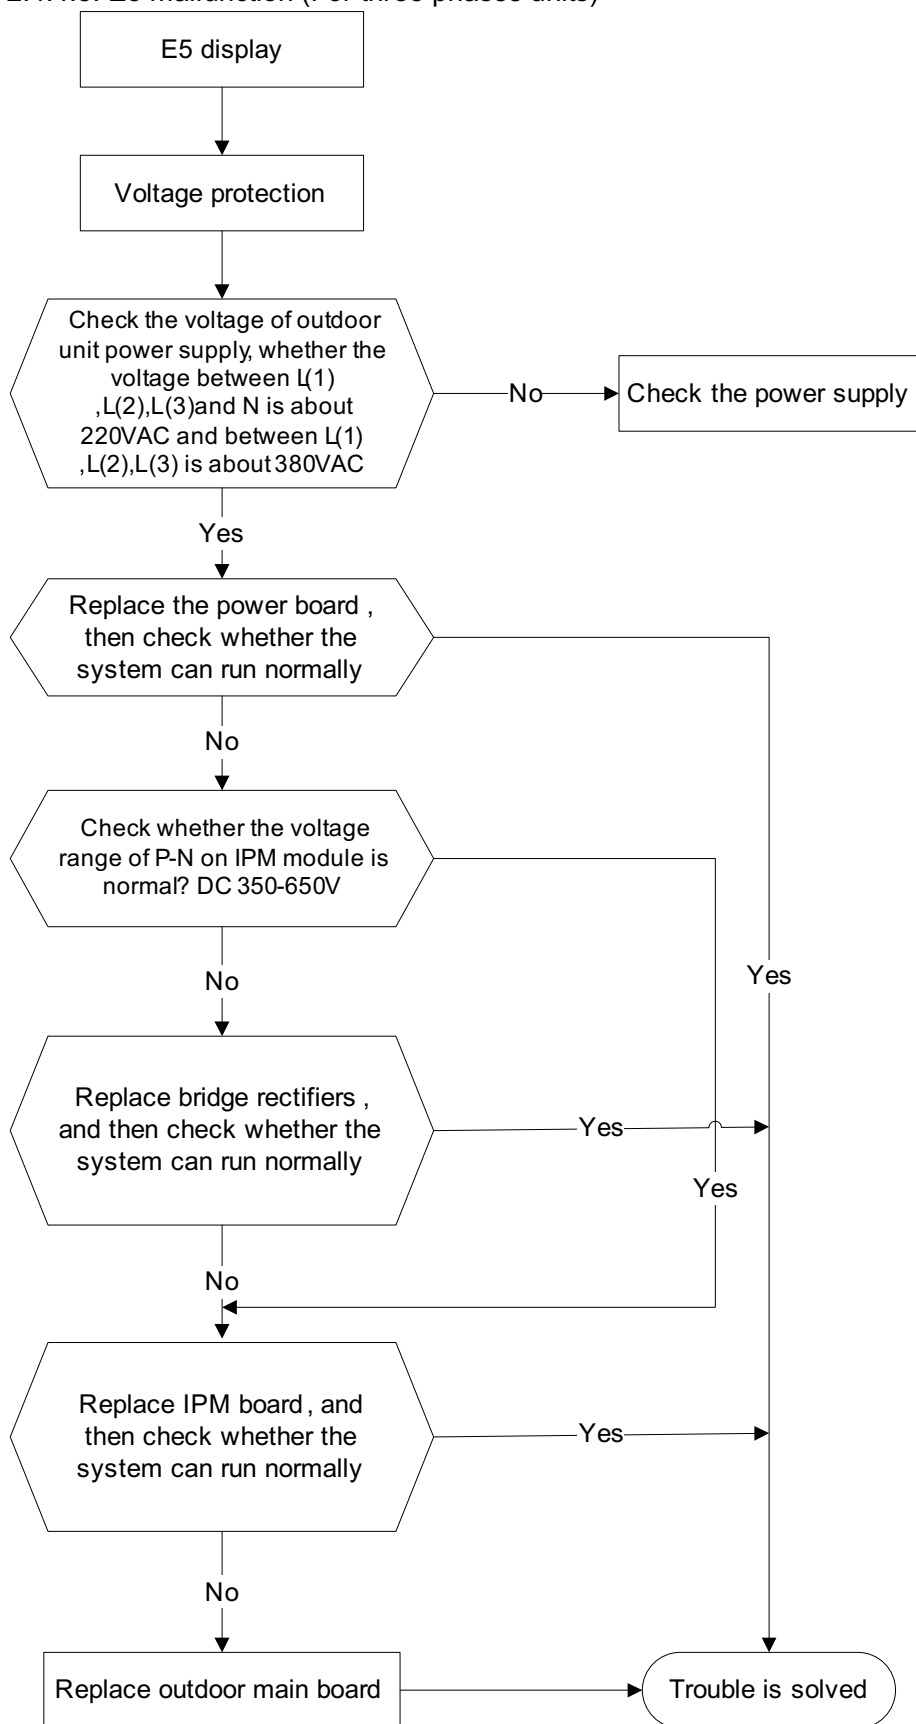 E5 display
Voltage protection
Check the voltage of outdoor
unit power supply, whether the
voltage between L(1)
,L(2),L(3)and N is about
220VAC and between L(1)
,L(2),L(3) is about 380VAC
No
Check the power supply
Yes
Replace the power board ,
then check whether the
system can run normally
No
Check whether the voltage
range of P-N on IPM module is
normal? DC 350-650V
No
Yes
Replace bridge rectifiers ,
and then check whether the
system can run normally
Yes
Yes
No
Replace IPM board , and
then check whether the
system can run normally
Yes
No
Replace outdoor main board
Trouble is solved